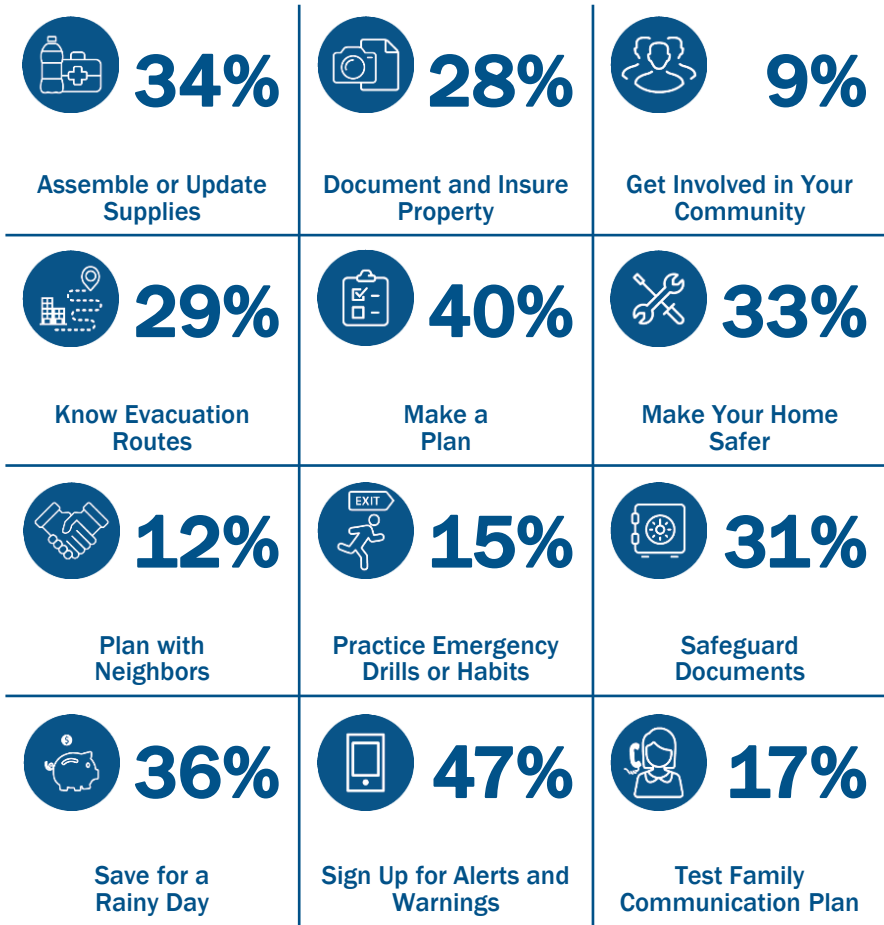 34%
Assemble or Update
Supplies
28%
Document and Insure
Property
9%
Get Involved in Your
Community
29%
Know Evacuation
Routes
40%
Make a
Plan
33%
Make Your Home
Safer
12%
Plan with
Neighbors
EXIT
15%
Practice Emergency
Drills or Habits
31%
Safeguard
Documents
$
36%
Save for a
Rainy Day
47%
Sign Up for Alerts and
Warnings
17%
Test Family
Communication Plan